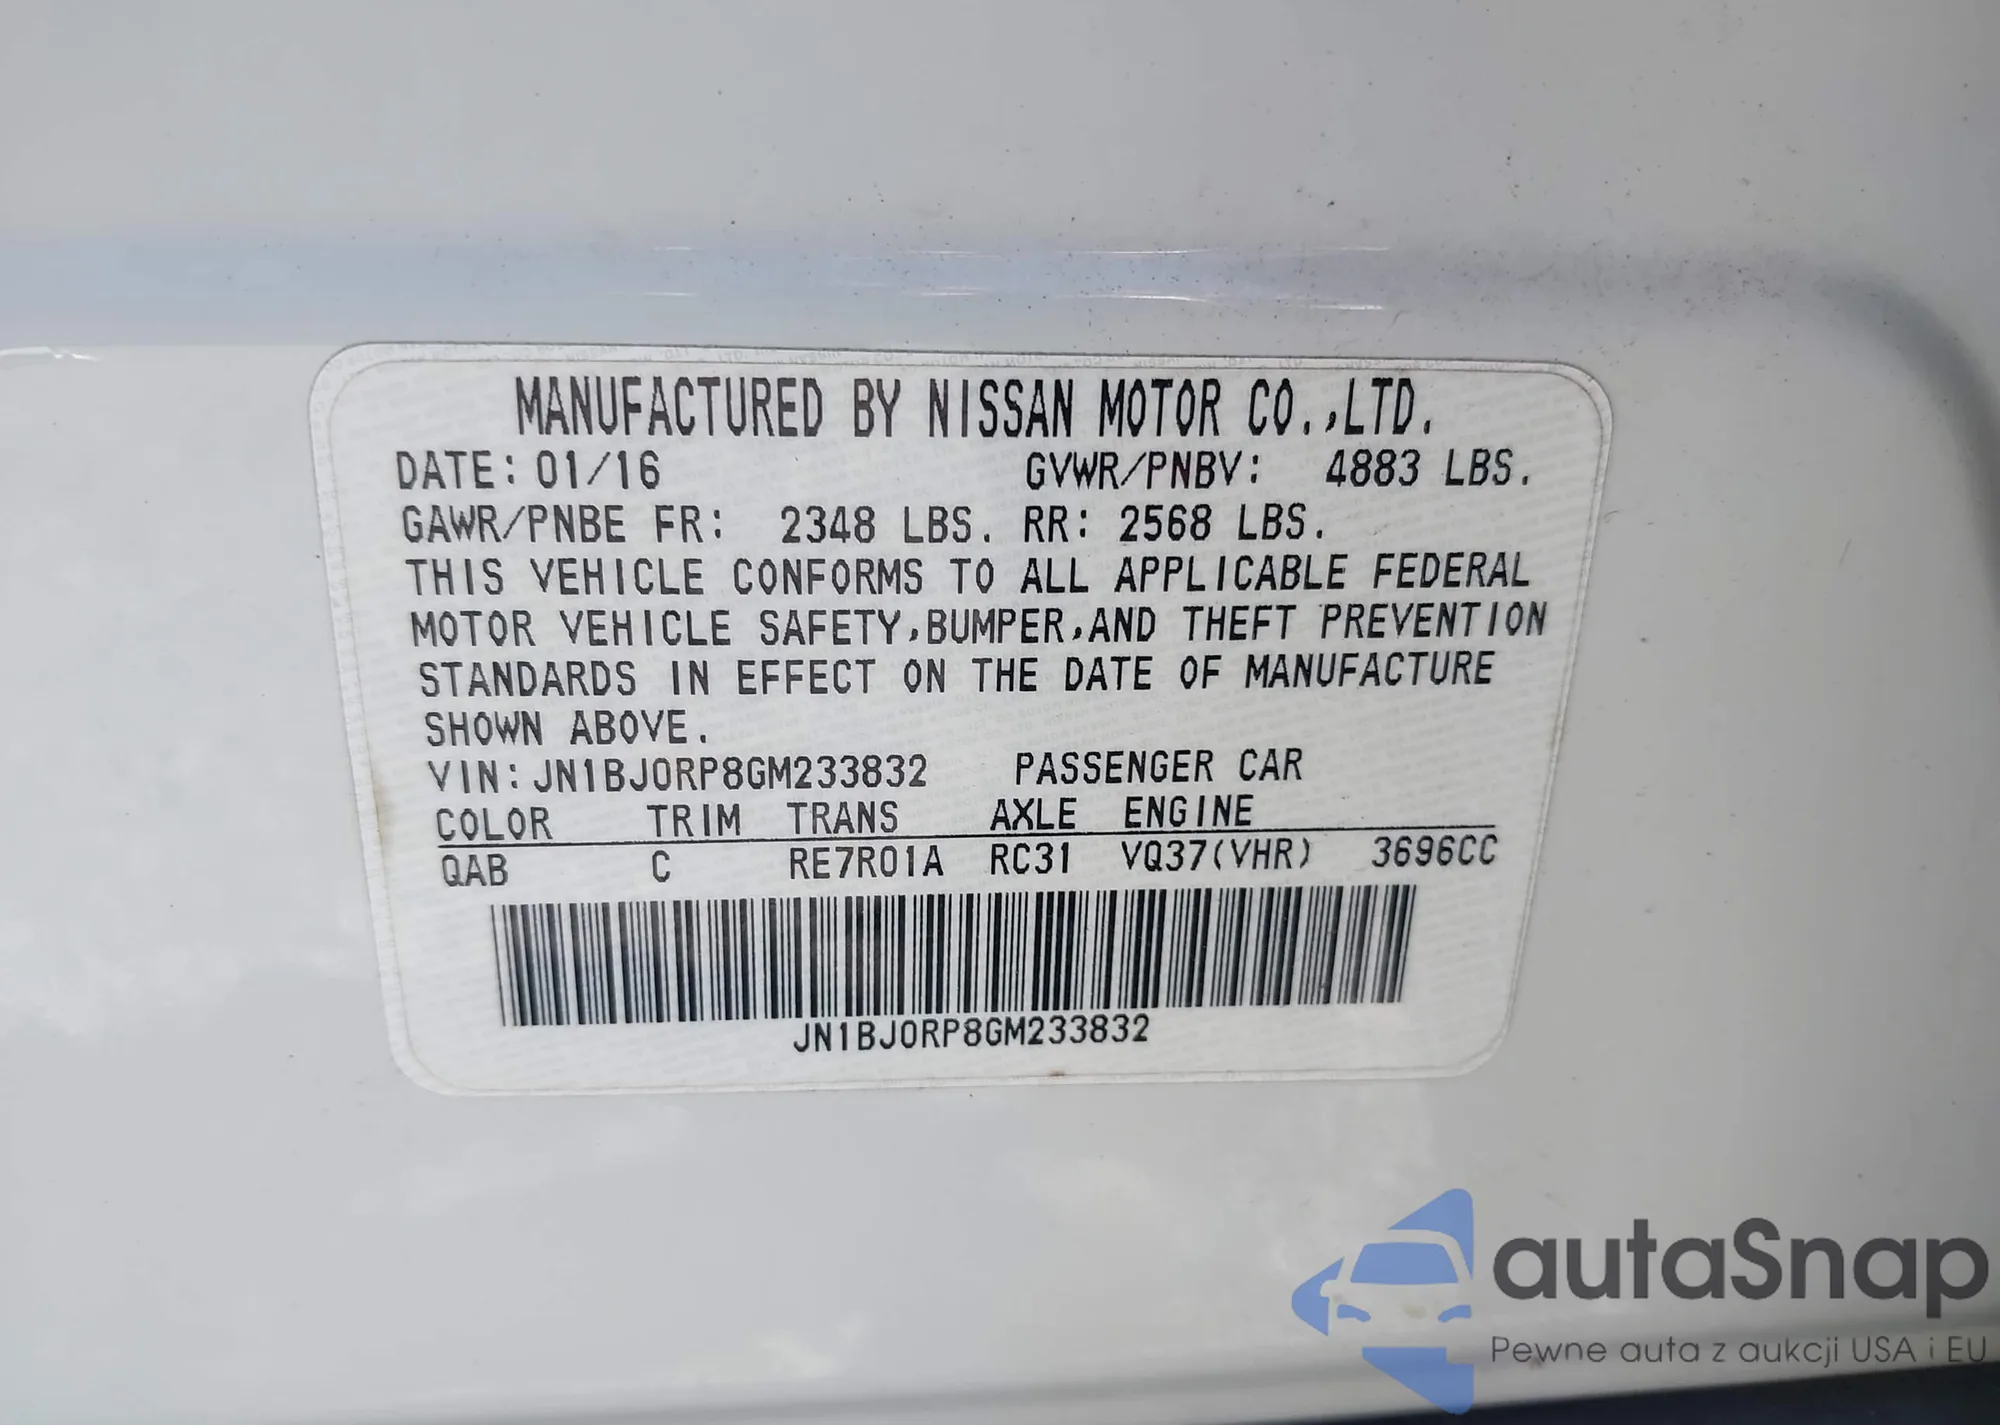 MANUFACTURED BY NISSAN MOTOR CO.,LTD.
DATE: 01/16 GVWR/PNBV: 4883 LBS.
GAWR/PNBE FR: 2348 LBS. RR: 2568 LBS.
THIS VEHICLE CONFORMS TO ALL APPLICABLE FEDERAL
MOTOR VEHICLE SAFETY,BUMPER,AND THEFT PREVENTION
STANDARDS IN EFFECT ON THE DATE OF MANUFACTURE
SHOWN ABOVE.
VIN: JN1BJ0RP8GM233832 PASSENGER CAR
COLOR TRIM TRANS AXLE ENGINE
QAB C RE7R01A RC31 VQ37(VHR) 3696CC
JN1BJ0RP8GM233832
autaSnap
Pewne auta z aukcji USA i EU